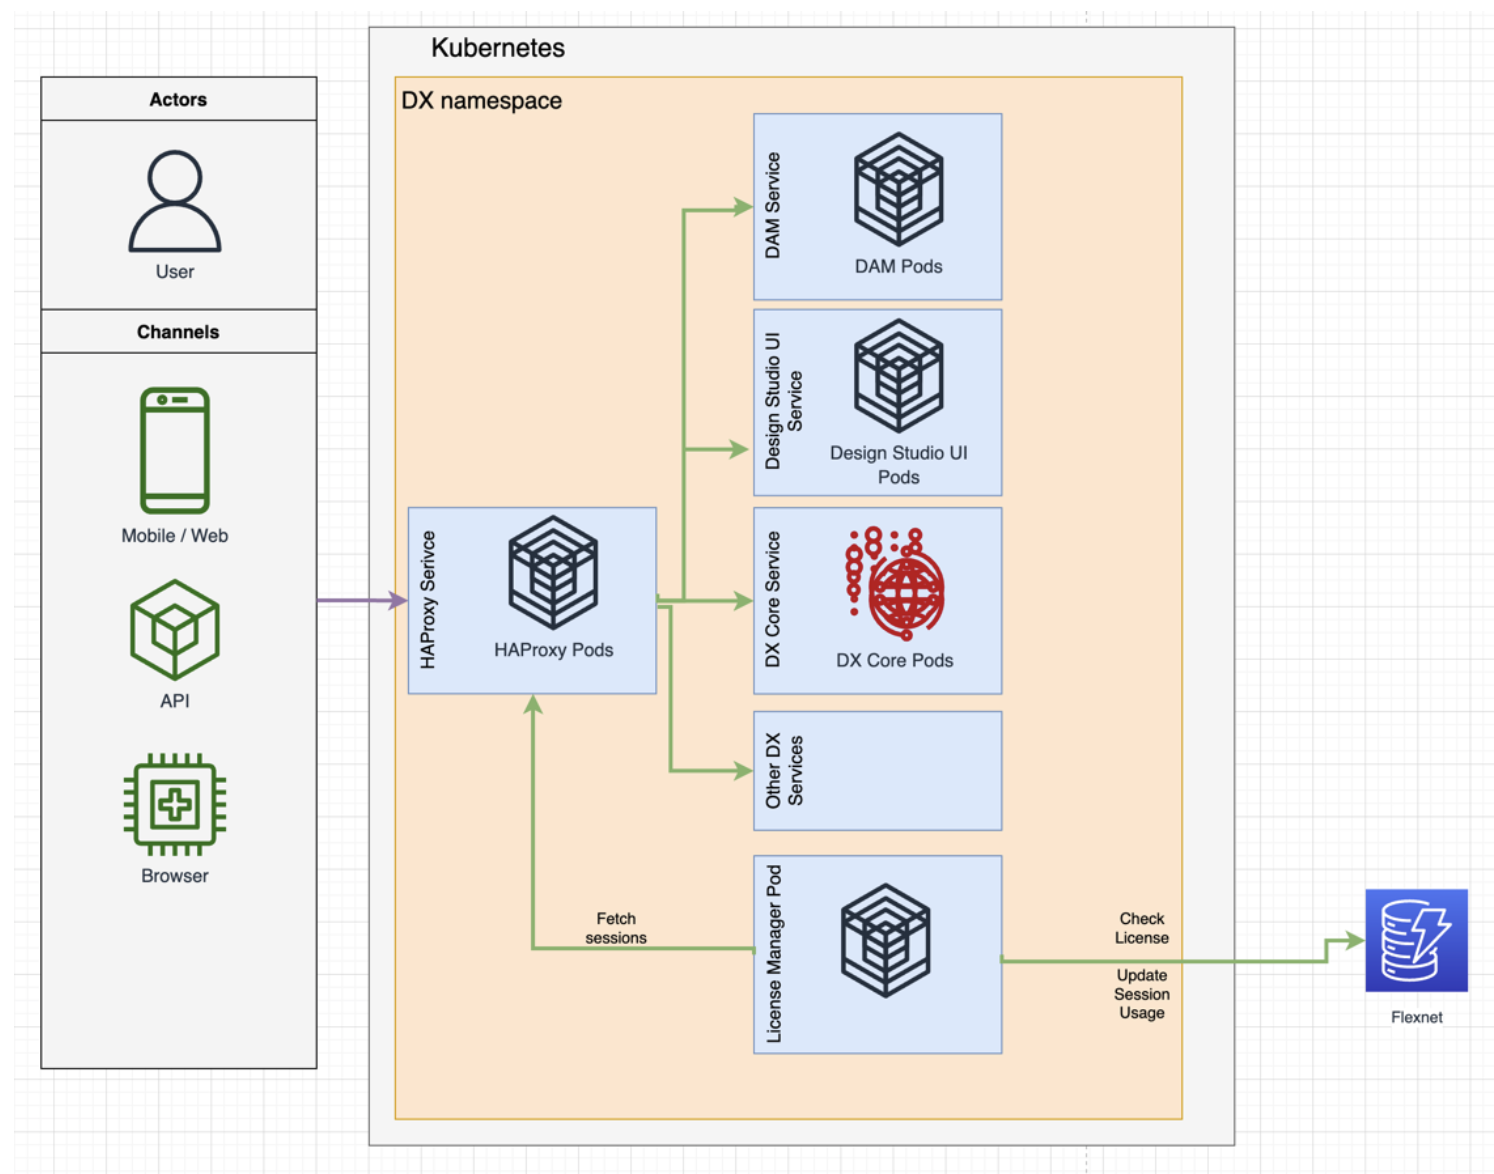 Kubernetes
Actors
DX namespace
User
Channels
Mobile / Web
API
Browser
HAProxy Serivce
HAProxy Pods
DAM Service
DAM Pods
Design Studio UI
Service
Design Studio UI
Pods
DX Core Service
DX Core Pods
Other DX
Services
License Manager Pod
Fetch
sessions
Check
License
Update
Session
Usage
Flexnet